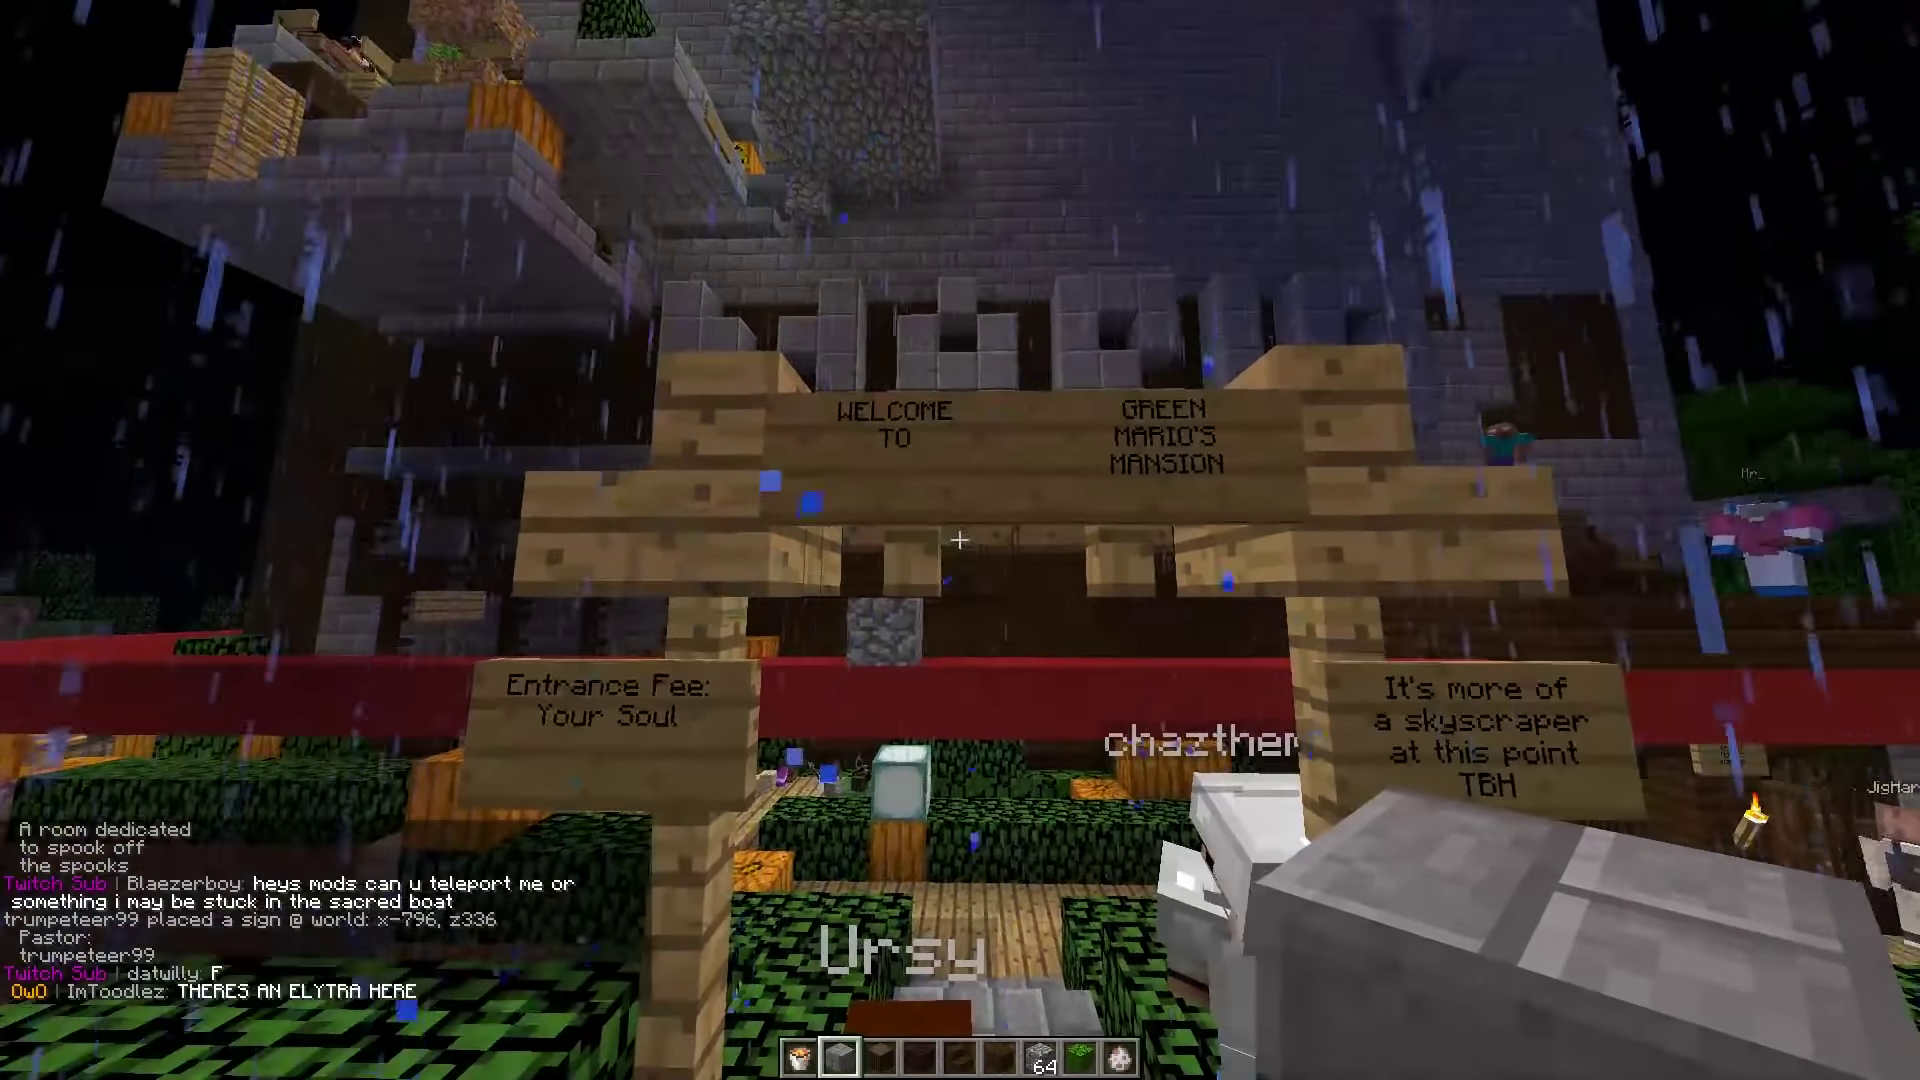 WELCOME
TO
GREEN
MARIO'S
MANSION
Mr_
Entrance Fee:
Your Soul
It's more of
a skyscraper
at this point
TBH
chazther
JigHar
A room dedicated
to spook off
the spooks
Twitch Sub | Blaezerboy: heys mods can u teleport me or
something i may be stuck in the sacred boat
trumpeteer99 placed a sign @ world: x-796, z336
Pastor:
trumpeteer99
Twitch Sub | datwilly: F
OwO | ImToodlez: THERES AN ELYTRA HERE
Ursy
64